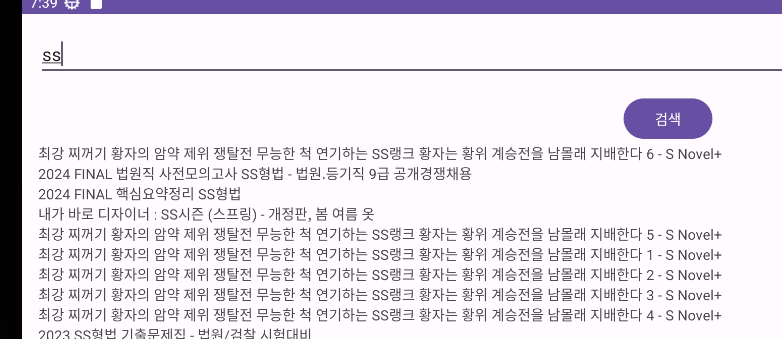 7:39
ss
검색
최강 찌꺼기 황자의 암약 제위 쟁탈전 무능한 척 연기하는 SS랭크 황자는 황위 계승전을 남몰래 지배한다 6 - S Novel+
2024 FINAL 법원직 사전모의고사 SS형법 - 법원.등기직 9급 공개경쟁채용
2024 FINAL 핵심요약정리 SS형법
내가 바로 디자이너 : SS시즌 (스프링) - 개정판, 봄 여름 옷
최강 찌꺼기 황자의 암약 제위 쟁탈전 무능한 척 연기하는 SS랭크 황자는 황위 계승전을 남몰래 지배한다 5 - S Novel+
최강 찌꺼기 황자의 암약 제위 쟁탈전 무능한 척 연기하는 SS랭크 황자는 황위 계승전을 남몰래 지배한다 1 - S Novel+
최강 찌꺼기 황자의 암약 제위 쟁탈전 무능한 척 연기하는 SS랭크 황자는 황위 계승전을 남몰래 지배한다 2 - S Novel+
최강 찌꺼기 황자의 암약 제위 쟁탈전 무능한 척 연기하는 SS랭크 황자는 황위 계승전을 남몰래 지배한다 3 - S Novel+
최강 찌꺼기 황자의 암약 제위 쟁탈전 무능한 척 연기하는 SS랭크 황자는 황위 계승전을 남몰래 지배한다 4 - S Novel+
2023 SS형법 기출문제집 - 법원/검찰 시험대비